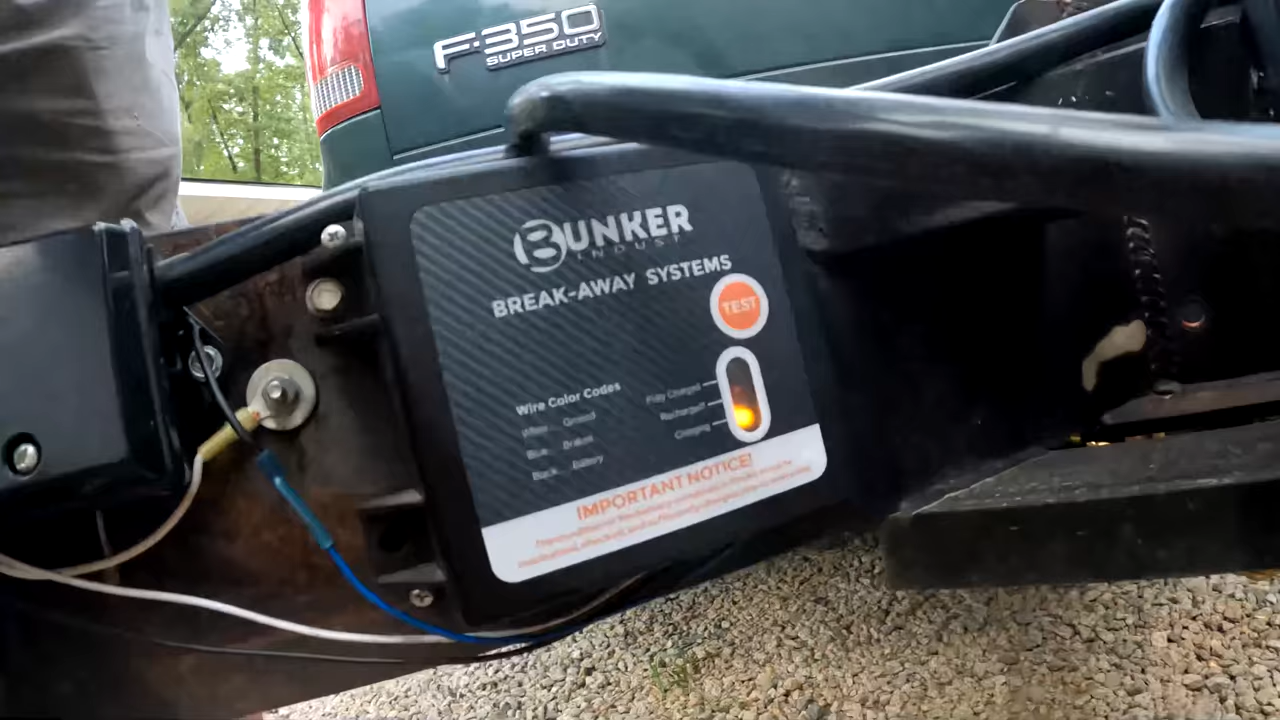 F-350
SUPER DUTY
BUNKER
INDUST
BREAK-AWAY SYSTEMS
TEST
Wire Color Codes
White Ground
Blue Brakes
Black Battery
Fully Charged
Recharge
Charging
IMPORTANT NOTICE!